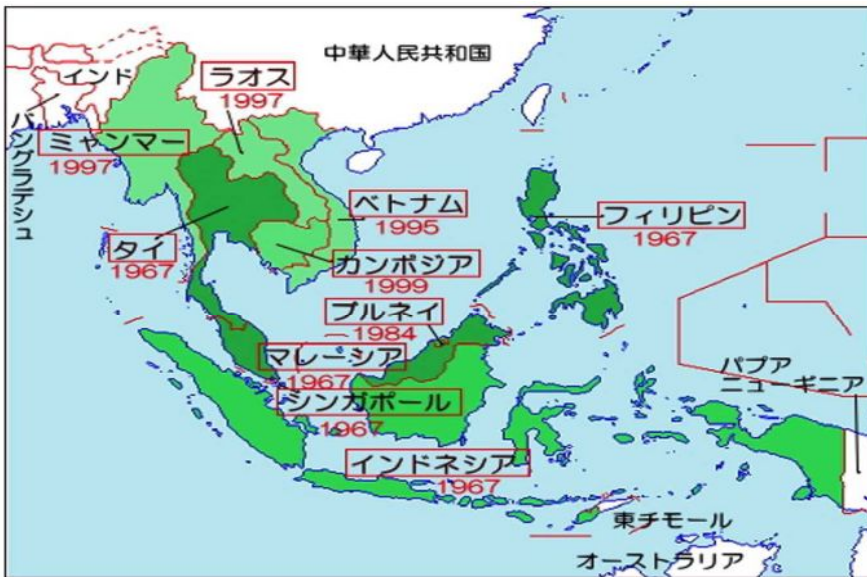 中華人民共和国
インド
ラオス
1997
バングラデシュ
ミャンマー
1997
ベトナム
1995
フィリピン
1967
タイ
1967
カンボジア
1999
ブルネイ
1984
マレーシア
1967
シンガポール
1967
パプア
ニューギニア
インドネシア
1967
東チモール
オーストラリア